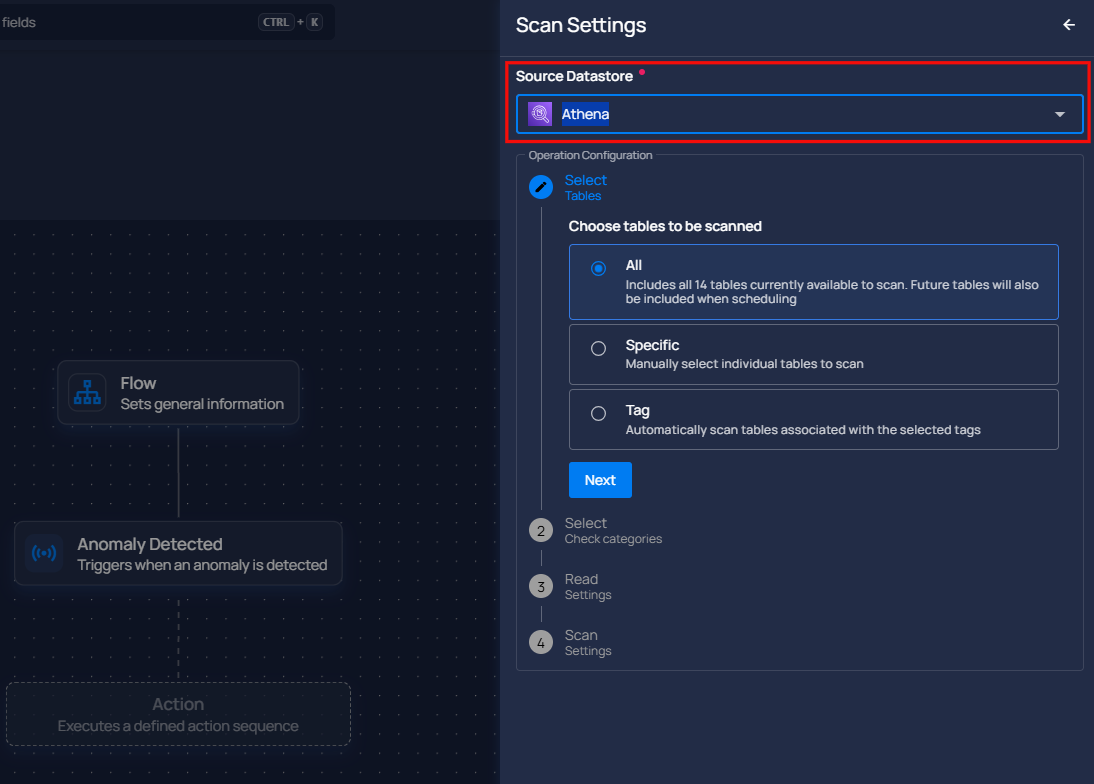 fields
CTRL + K
Scan Settings
Source Datastore
Athena
Operation Configuration
Select
Tables
Choose tables to be scanned
All
Includes all 14 tables currently available to scan. Future tables will also
be included when scheduling
Specific
Manually select individual tables to scan
Tag
Automatically scan tables associated with the selected tags
Next
2
Select
Check categories
3
Read
Settings
4
Scan
Settings
Flow
Sets general information
Anomaly Detected
Triggers when an anomaly is detected
Action
Executes a defined action sequence